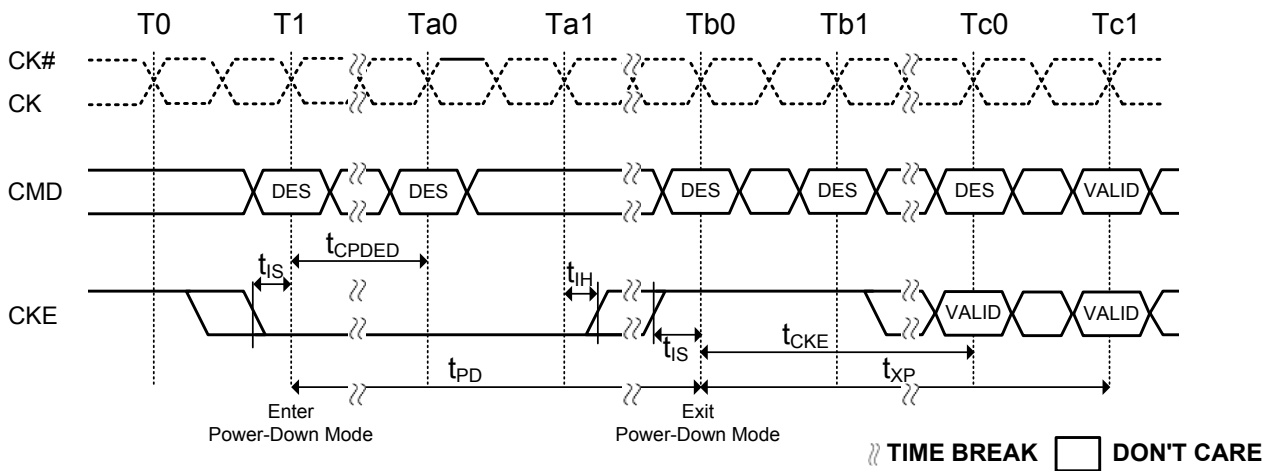 T0 T1 Ta0 Ta1 Tb0 Tb1 Tc0 Tc1
CK#
CK
CMD DES DES DES DES DES VALID
tCPDED
tIS tIH
CKE VALID VALID
tIS tCKE
tPD tXP
Enter
Power-Down Mode
Exit
Power-Down Mode
TIME BREAK DON'T CARE